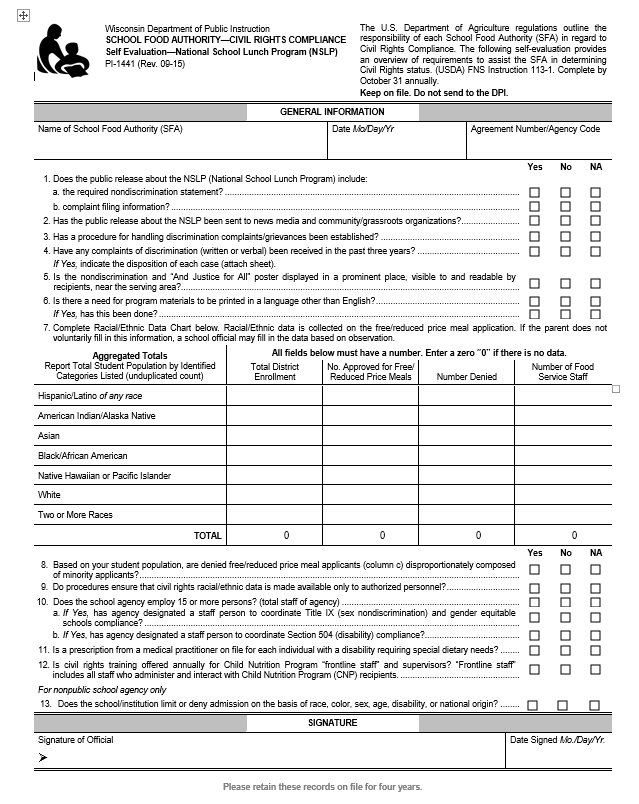 Wisconsin Department of Public Instruction
SCHOOL FOOD AUTHORITY—CIVIL RIGHTS COMPLIANCE
Self Evaluation—National School Lunch Program (NSLP)
PI-1441 (Rev. 09-15)
The U.S. Department of Agriculture regulations outline the
responsibility of each School Food Authority (SFA) in regard to
Civil Rights Compliance. The following self-evaluation provides
an overview of requirements to assist the SFA in determining
Civil Rights status. (USDA) FNS Instruction 113-1. Complete by
October 31 annually.
Keep on file. Do not send to the DPI.
GENERAL INFORMATION
Name of School Food Authority (SFA)
Date Mo/Day/Yr
Agreement Number/Agency Code
Yes No NA
1. Does the public release about the NSLP (National School Lunch Program) include:
a. the required nondiscrimination statement?
b. complaint filing information?
2. Has the public release about the NSLP been sent to news media and community/grassroots organizations?
3. Has a procedure for handling discrimination complaints/grievances been established?
4. Have any complaints of discrimination (written or verbal) been received in the past three years?
If Yes, indicate the disposition of each case (attach sheet).
5. Is the nondiscrimination and “And Justice for All” poster displayed in a prominent place, visible to and readable by
recipients, near the serving area?
6. Is there a need for program materials to be printed in a language other than English?
If Yes, has this been done?
7. Complete Racial/Ethnic Data Chart below. Racial/Ethnic data is collected on the free/reduced price meal application. If the parent does not
voluntarily fill in this information, a school official may fill in the data based on observation.
Aggregated Totals
Report Total Student Population by Identified
Categories Listed (unduplicated count)
All fields below must have a number. Enter a zero "0" if there is no data.
Total District
Enrollment
No. Approved for Free/
Reduced Price Meals
Number Denied
Number of Food
Service Staff
Hispanic/Latino of any race
American Indian/Alaska Native
Asian
Black/African American
Native Hawaiian or Pacific Islander
White
Two or More Races
TOTAL 0 0 0 0
Yes No NA
8. Based on your student population, are denied free/reduced price meal applicants (column c) disproportionately composed
of minority applicants?
9. Do procedures ensure that civil rights racial/ethnic data is made available only to authorized personnel?
10. Does the school agency employ 15 or more persons? (total staff of agency)
a. If Yes, has agency designated a staff person to coordinate Title IX (sex nondiscrimination) and gender equitable
schools compliance?
b. If Yes, has agency designated a staff person to coordinate Section 504 (disability) compliance?
11. Is a prescription from a medical practitioner on file for each individual with a disability requiring special dietary needs?
12. Is civil rights training offered annually for Child Nutrition Program “frontline staff” and supervisors? “Frontline staff”
includes all staff who administer and interact with Child Nutrition Program (CNP) recipients.
For nonpublic school agency only
13. Does the school/institution limit or deny admission on the basis of race, color, sex, age, disability, or national origin?
SIGNATURE
Signature of Official
Date Signed Mo./Day/Yr.
Please retain these records on file for four years.